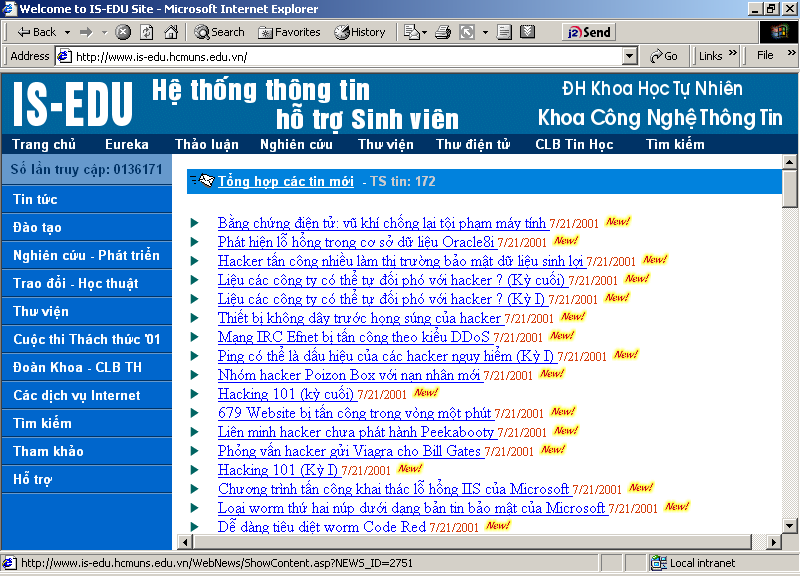 Welcome to IS-EDU Site - Microsoft Internet Explorer
Back Search Favorites History Send
Address http://www.is-edu.hcmuns.edu.vn/ Go Links » File »
IS-EDU
Hệ thống thông tin
hỗ trợ Sinh viên
ĐH Khoa Học Tự Nhiên
Khoa Công Nghệ Thông Tin
Trang chủ Eureka Thảo luận Nghiên cứu Thư viện Thư điện tử CLB Tin Học Tìm kiếm
Số lần truy cập: 0136171
Tin tức
Đào tạo
Nghiên cứu - Phát triển
Trao đổi - Học thuật
Thư viện
Cuộc thi Thách thức '01
Đoàn Khoa - CLB TH
Các dịch vụ Internet
Tìm kiếm
Tham khảo
Hỗ trợ
Tổng hợp các tin mới - TS tin: 172
Bằng chứng điện tử: vũ khí chống lại tội phạm máy tính 7/21/2001 New!
Phát hiện lỗ hổng trong cơ sở dữ liệu Oracle8i 7/21/2001 New!
Hacker tấn công nhiều làm thị trường bảo mật dữ liệu sinh lợi 7/21/2001 New!
Liệu các công ty có thể tự đối phó với hacker ? (Kỳ cuối) 7/21/2001 New!
Liệu các công ty có thể tự đối phó với hacker ? (Kỳ I) 7/21/2001 New!
Thiết bị không dây trước họng súng của hacker 7/21/2001 New!
Mạng IRC Efnet bị tấn công theo kiểu DDoS 7/21/2001 New!
Ping có thể là dấu hiệu của các hacker nguy hiểm (Kỳ I) 7/21/2001 New!
Nhóm hacker Poizon Box với nạn nhân mới 7/21/2001 New!
Hacking 101 (kỳ cuối) 7/21/2001 New!
679 Website bị tấn công trong vòng một phút 7/21/2001 New!
Liên minh hacker chưa phát hành Peekabooty 7/21/2001 New!
Phỏng vấn hacker gửi Viagra cho Bill Gates 7/21/2001 New!
Hacking 101 (Kỳ I) 7/21/2001 New!
Chương trình tấn công khai thác lỗ hổng IIS của Microsoft 7/21/2001 New!
Loại worm thứ hai núp dưới dạng bản tin bảo mật của Microsoft 7/21/2001 New!
Dễ dàng tiêu diệt worm Code Red 7/21/2001 New!
http://www.is-edu.hcmuns.edu.vn/WebNews/ShowContent.asp?NEWS_ID=2751 Local intranet